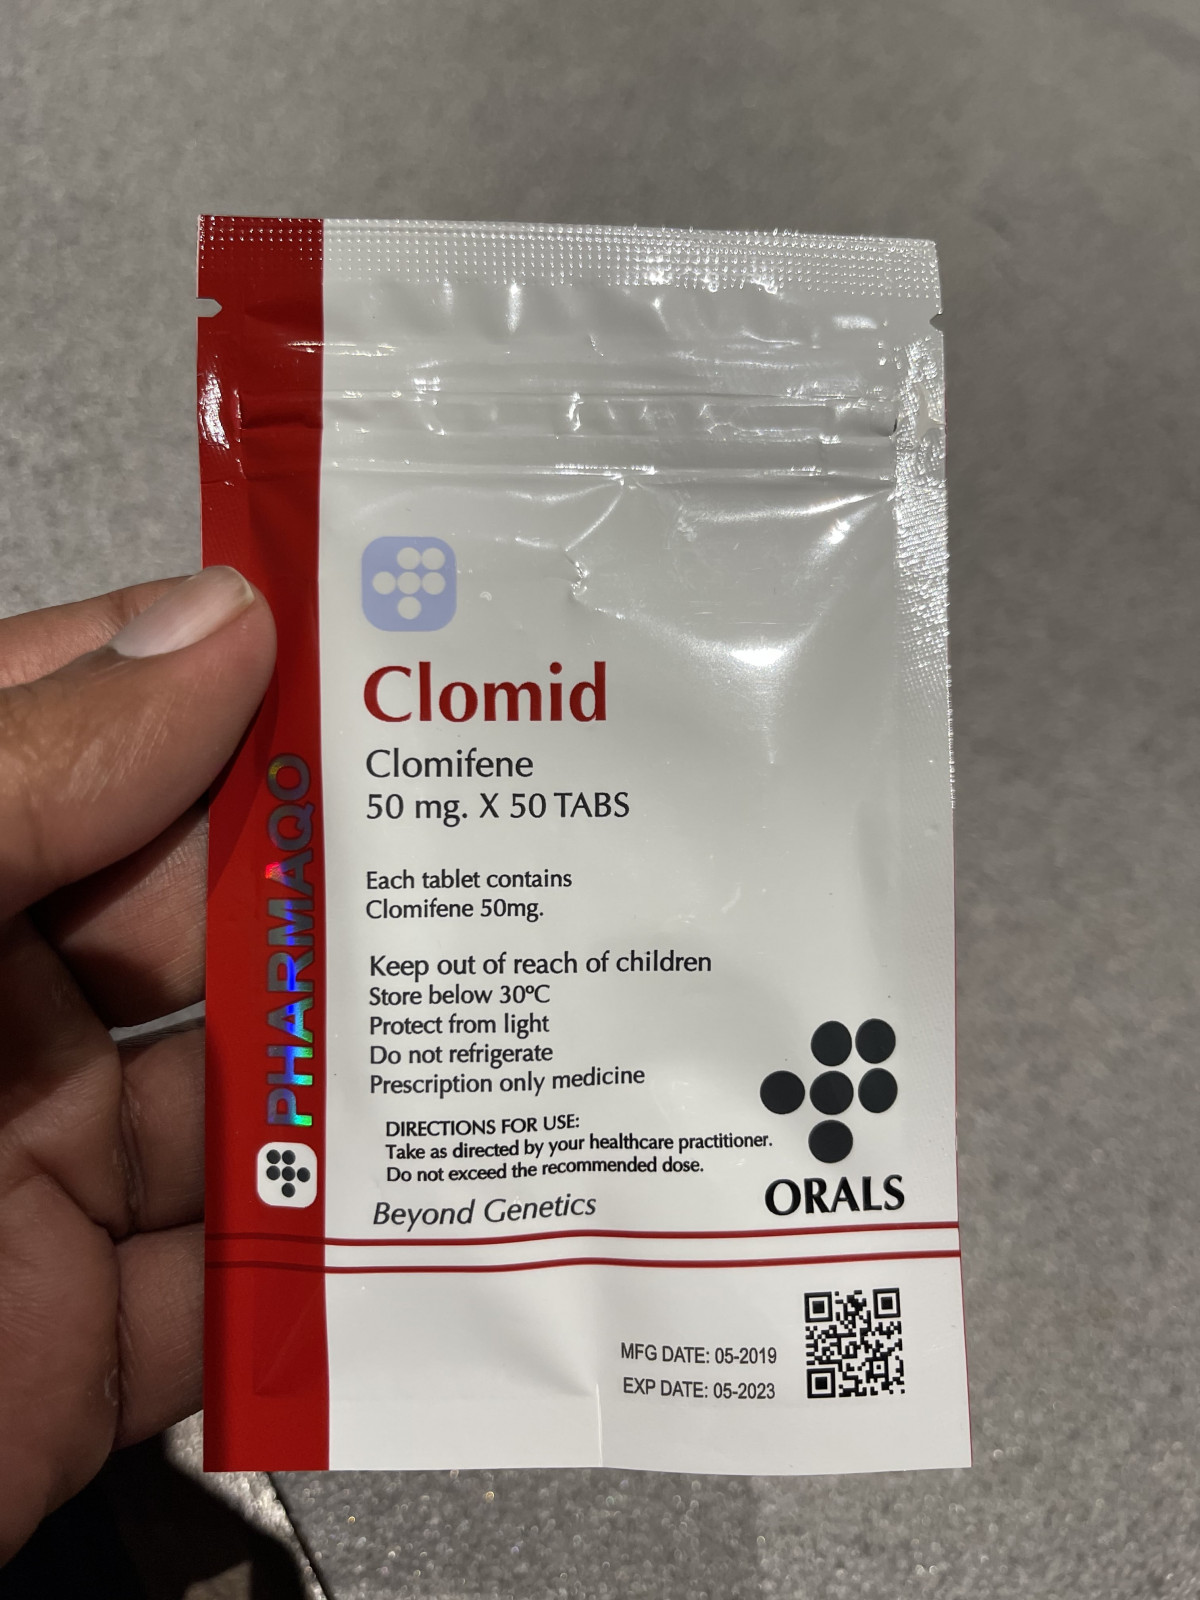 Clomid
Clomifene
50 mg. X 50 TABS
Each tablet contains
Clomifene 50mg.
Keep out of reach of children
Store below 30ºC
Protect from light
Do not refrigerate
Prescription only medicine
DIRECTIONS FOR USE:
Take as directed by your healthcare practitioner.
Do not exceed the recommended dose.
Beyond Genetics
ORALS
PHARMAQO
MFG DATE: 05-2019
EXP DATE: 05-2023